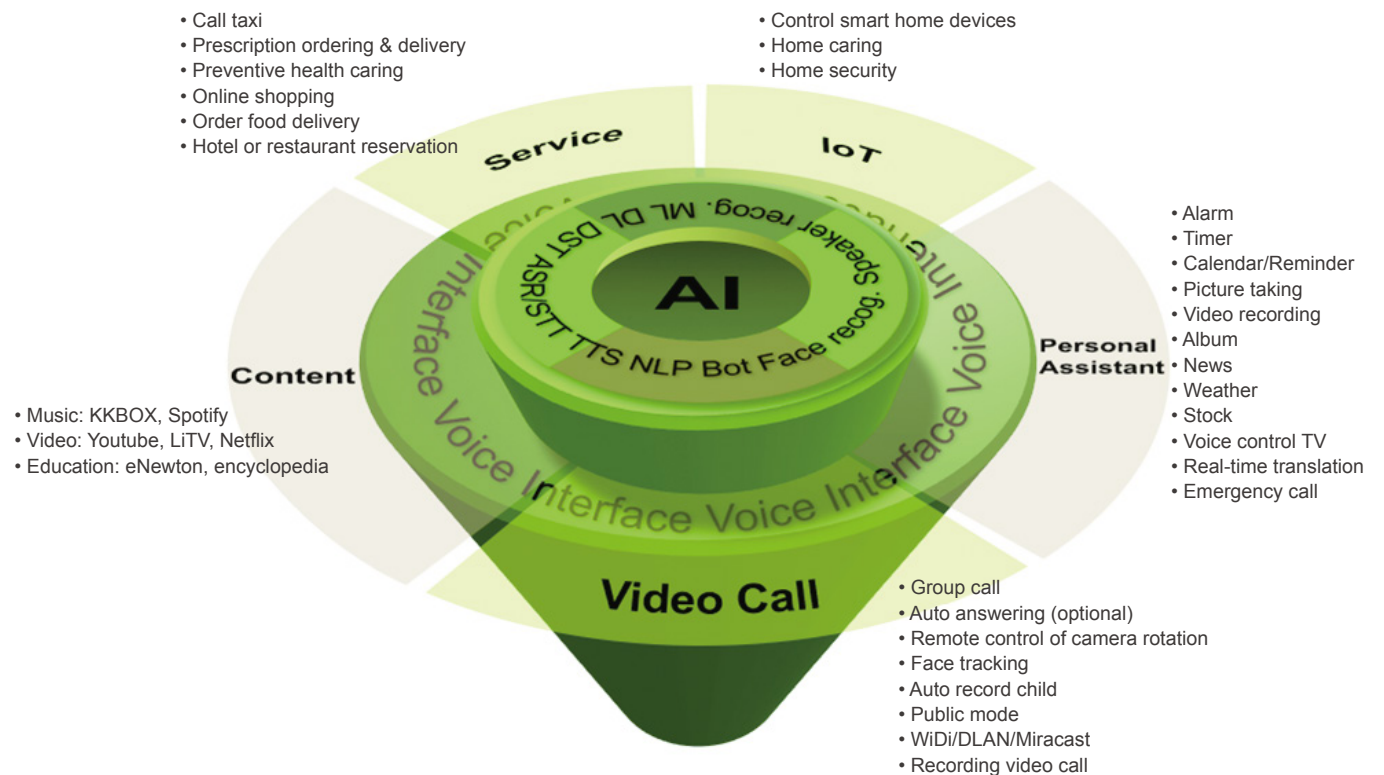 • Call taxi
• Prescription ordering & delivery
• Preventive health caring
• Online shopping
• Order food delivery
• Hotel or restaurant reservation
• Control smart home devices
• Home caring
• Home security
Service
IoT
Content
• Music: KKBOX, Spotify
• Video: Youtube, LiTV, Netflix
• Education: eNewton, encyclopedia
AI
ASR/STT TTS NLP Bot Face recog. Speaker recog. ML DL DST
Voice Interface Voice Interface Voice Interface Voice Inte
Personal
Assistant
• Alarm
• Timer
• Calendar/Reminder
• Picture taking
• Video recording
• Album
• News
• Weather
• Stock
• Voice control TV
• Real-time translation
• Emergency call
Video Call
• Group call
• Auto answering (optional)
• Remote control of camera rotation
• Face tracking
• Auto record child
• Public mode
• WiDi/DLAN/Miracast
• Recording video call